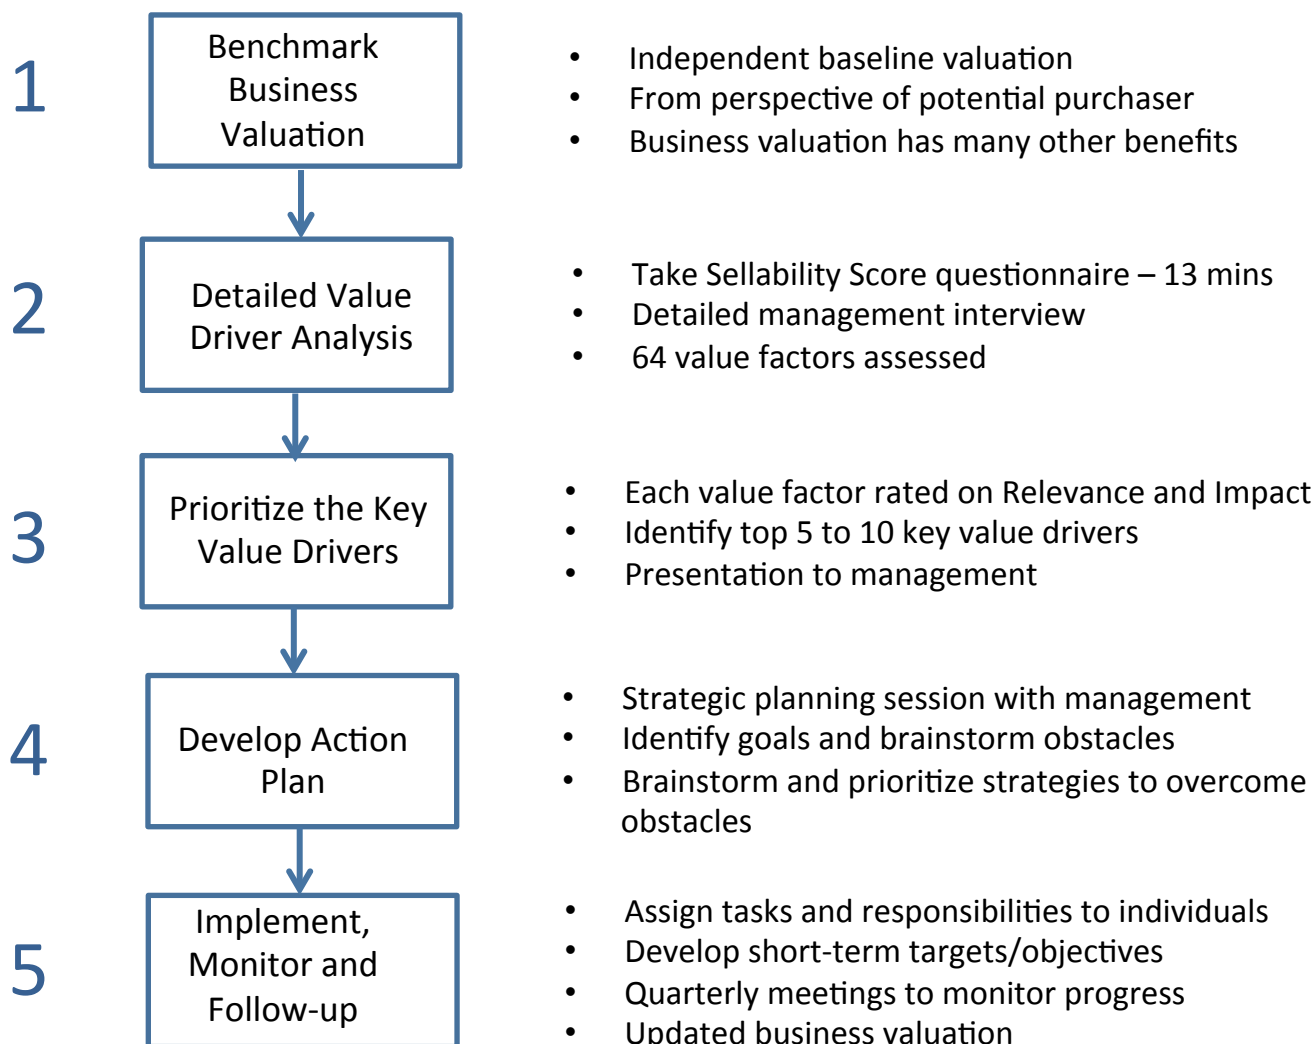 1
Benchmark
Business
Valuation
• Independent baseline valuation
• From perspective of potential purchaser
• Business valuation has many other benefits
2
Detailed Value
Driver Analysis
• Take Sellability Score questionnaire – 13 mins
• Detailed management interview
• 64 value factors assessed
3
Prioritize the Key
Value Drivers
• Each value factor rated on Relevance and Impact
• Identify top 5 to 10 key value drivers
• Presentation to management
4
Develop Action
Plan
• Strategic planning session with management
• Identify goals and brainstorm obstacles
• Brainstorm and prioritize strategies to overcome
obstacles
5
Implement,
Monitor and
Follow-up
• Assign tasks and responsibilities to individuals
• Develop short-term targets/objectives
• Quarterly meetings to monitor progress
• Updated business valuation